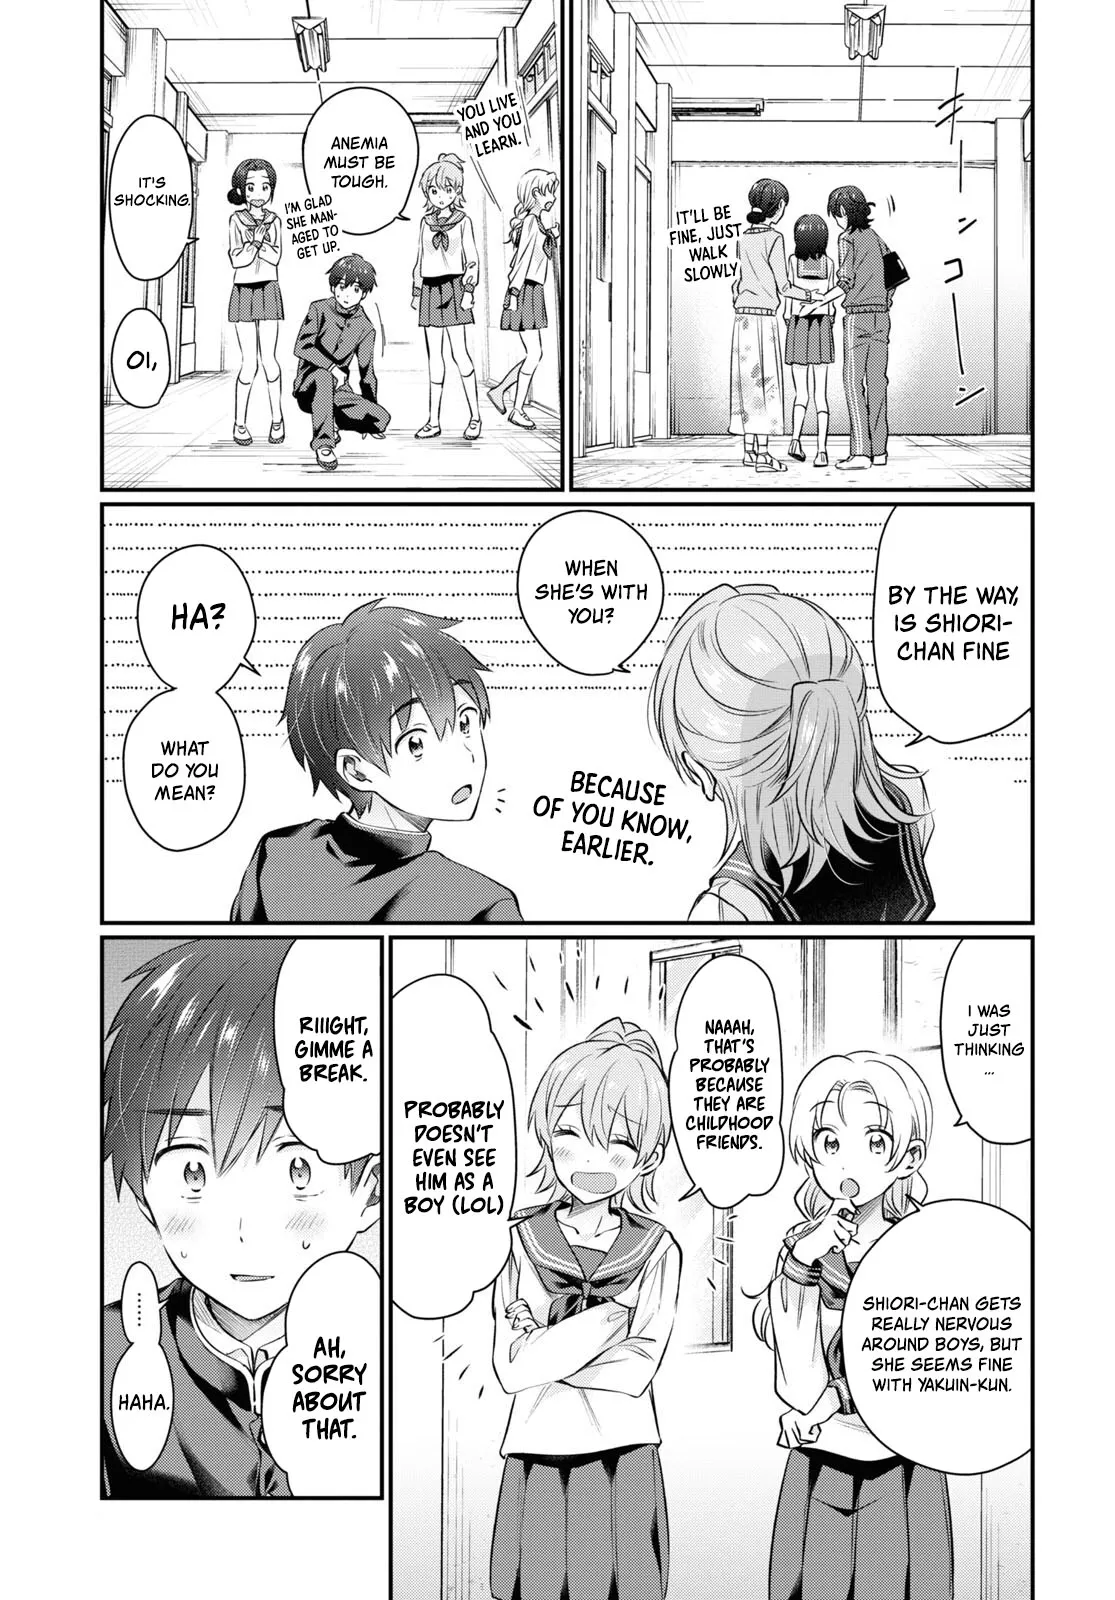 IT'LL BE
FINE, JUST
WALK
SLOWLY
ペコーン
YOU LIVE
AND YOU
LEARN.
ANEMIA
MUST BE
TOUGH.
I'M GLAD
SHE MAN-
AGED TO
GET UP.
IT'S
SHOCKING.
OI,
BY THE WAY,
IS SHIORI-
CHAN FINE
WHEN
SHE'S WITH
YOU?
BECAUSE
OF YOU KNOW,
EARLIER.
HA?
WHAT
DO YOU
MEAN?
I WAS
JUST
THINKING
...
SHIORI-CHAN GETS
REALLY NERVOUS
AROUND BOYS, BUT
SHE SEEMS FINE
WITH YAKUIN-KUN.
NAAAH,
THAT'S
PROBABLY
BECAUSE
THEY ARE
CHILDHOOD
FRIENDS.
PROBABLY
DOESN'T
EVEN SEE
HIM AS A
BOY (LOL)
RIIIGHT,
GIMME A
BREAK.
AH,
SORRY
ABOUT
THAT.
........
HAHA.